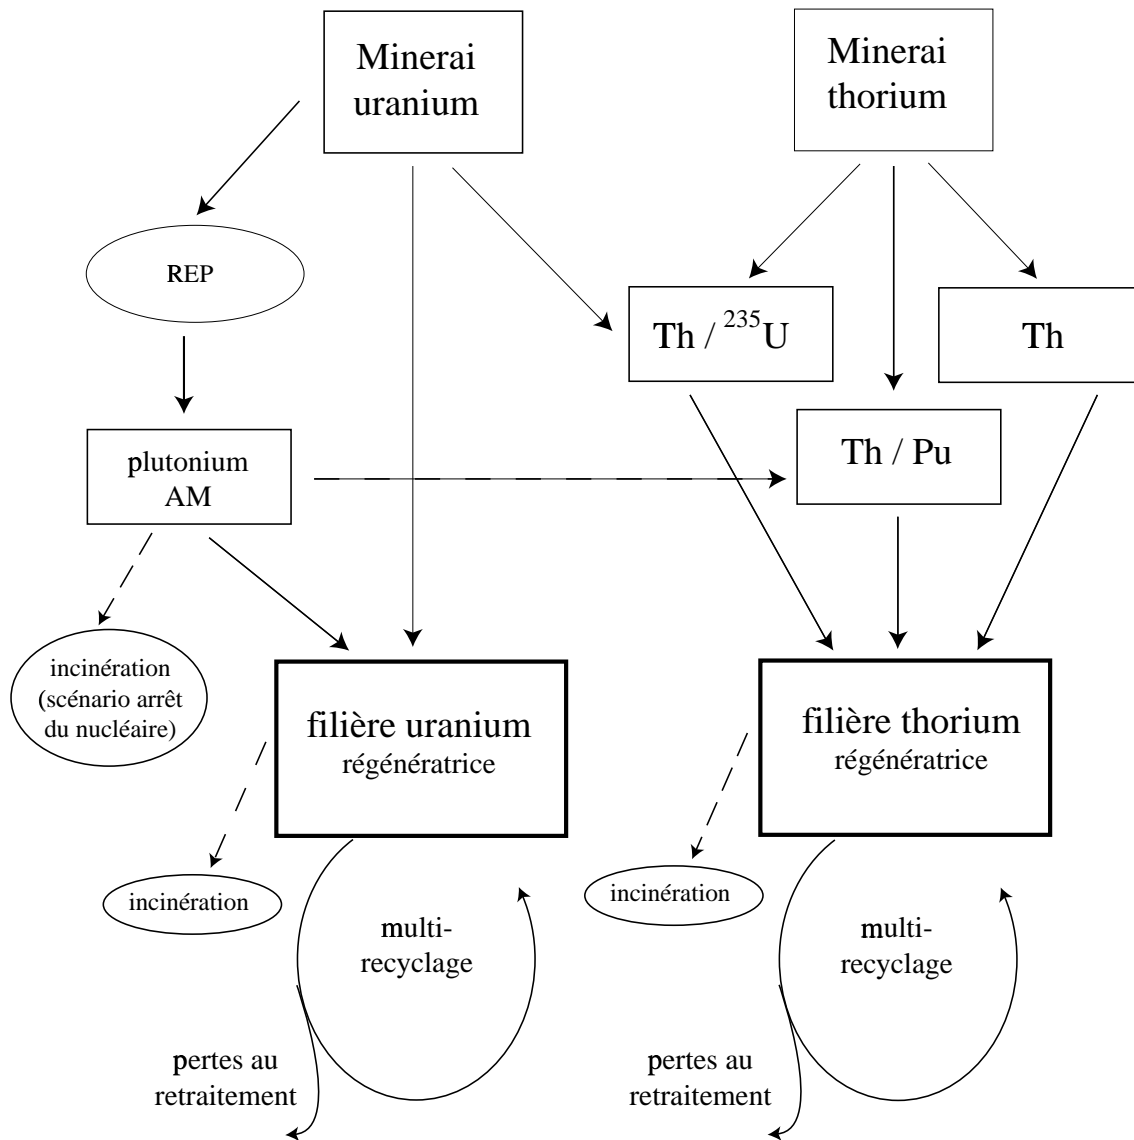 Minerai
uranium
Minerai
thorium
REP
Th / ²³⁵U
Th
Th / Pu
plutonium
AM
incinération
(scénario arrêt
du nucléaire)
filière uranium
régénératrice
filière thorium
régénératrice
incinération
incinération
multi-
recyclage
multi-
recyclage
pertes au
retraitement
pertes au
retraitement